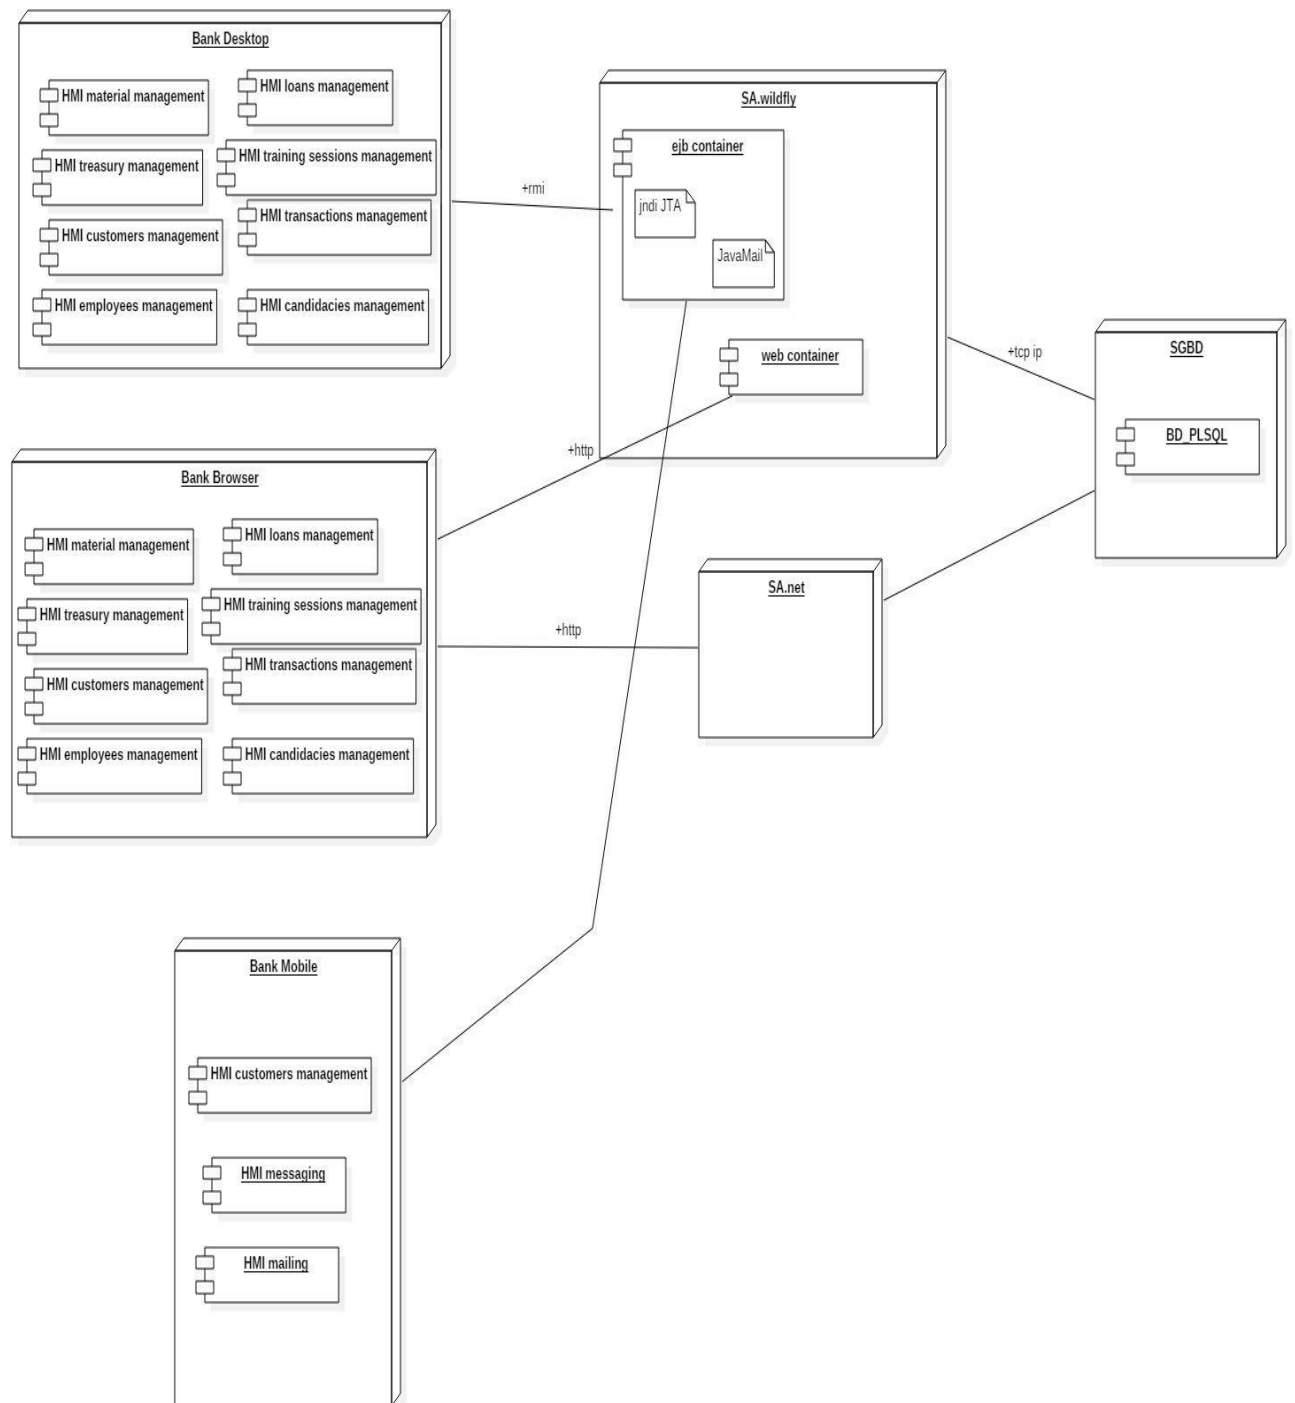 Bank Desktop
HMI material management
HMI loans management
HMI treasury management
HMI training sessions management
HMI customers management
HMI transactions management
HMI employees management
HMI candidacies management
+rmi
SA.wildfly
ejb container
jndi JTA
JavaMail
web container
+tcp ip
SGBD
BD_PLSQL
+http
Bank Browser
HMI material management
HMI loans management
HMI treasury management
HMI training sessions management
HMI customers management
HMI transactions management
HMI employees management
HMI candidacies management
+http
SA.net
Bank Mobile
HMI customers management
HMI messaging
HMI mailing